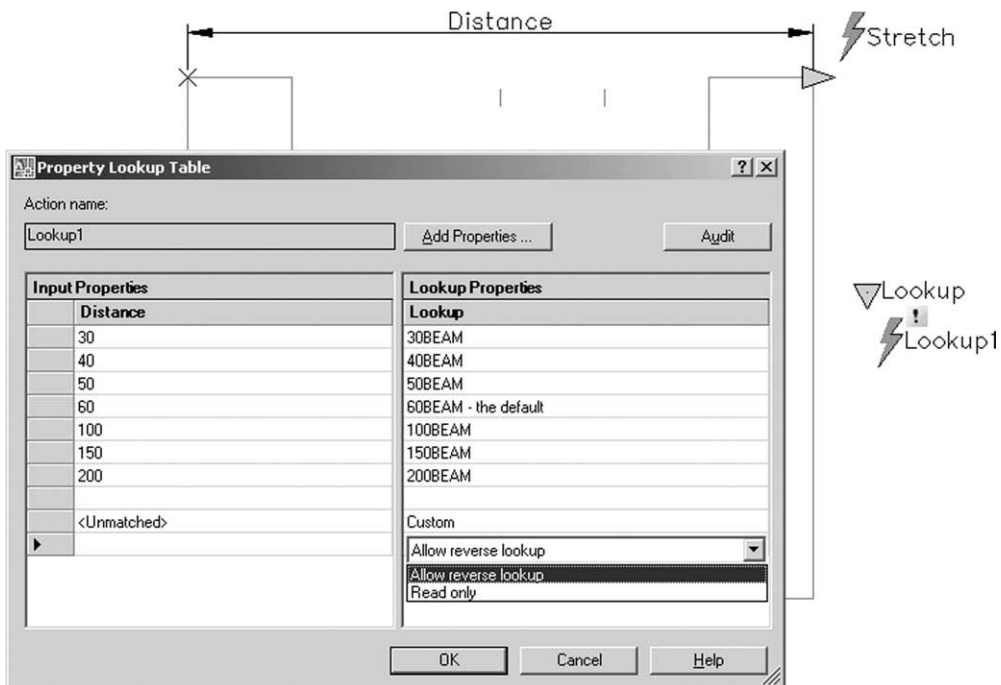 Distance
Stretch
Property Lookup Table
Action name:
Lookup1
Add Properties ...
Audit
Input Properties
Distance
30
40
50
60
100
150
200
<Unmatched>
Lookup Properties
Lookup
30BEAM
40BEAM
50BEAM
60BEAM - the default
100BEAM
150BEAM
200BEAM
Custom
Allow reverse lookup
Allow reverse lookup
Read only
OK
Cancel
Help
Lookup
!
Lookup1